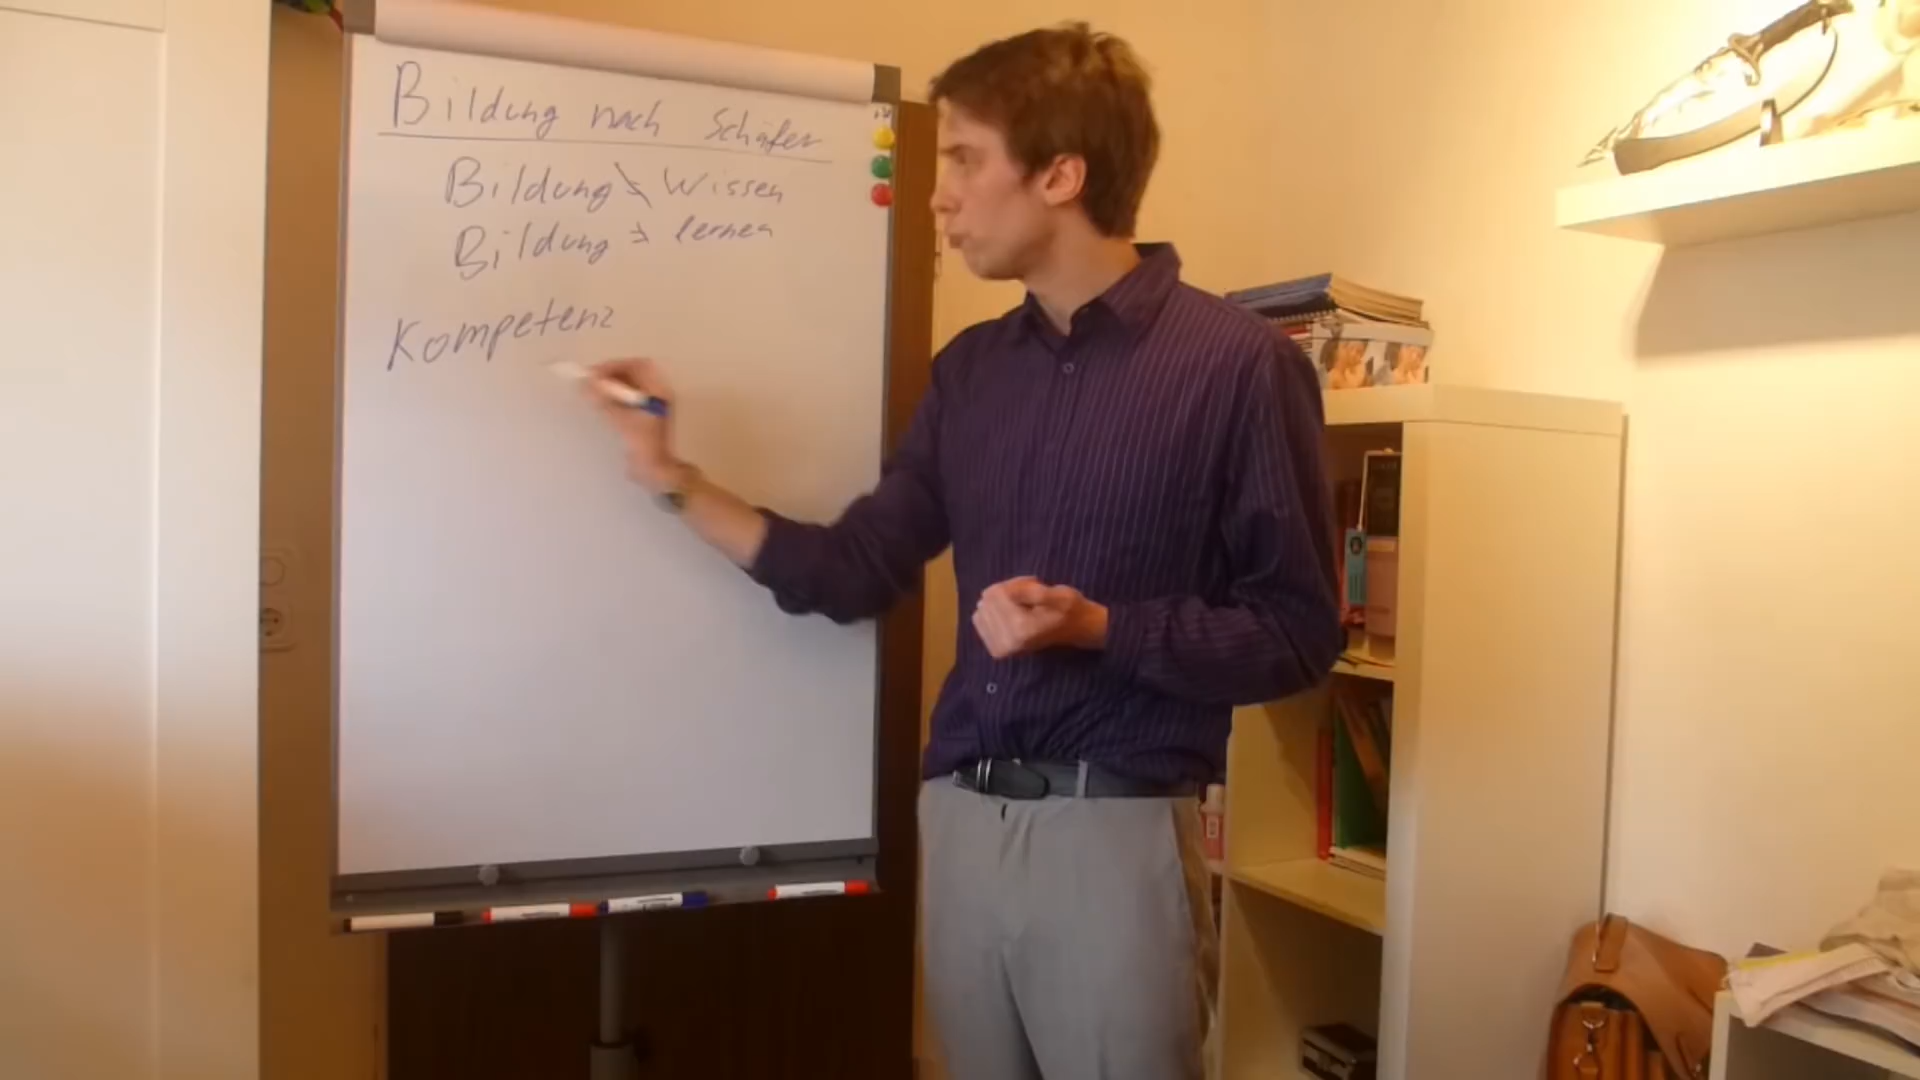 Bildung nach Schäfer
Bildung ≠ Wissen
Bildung ≠ lernen
Kompetenz